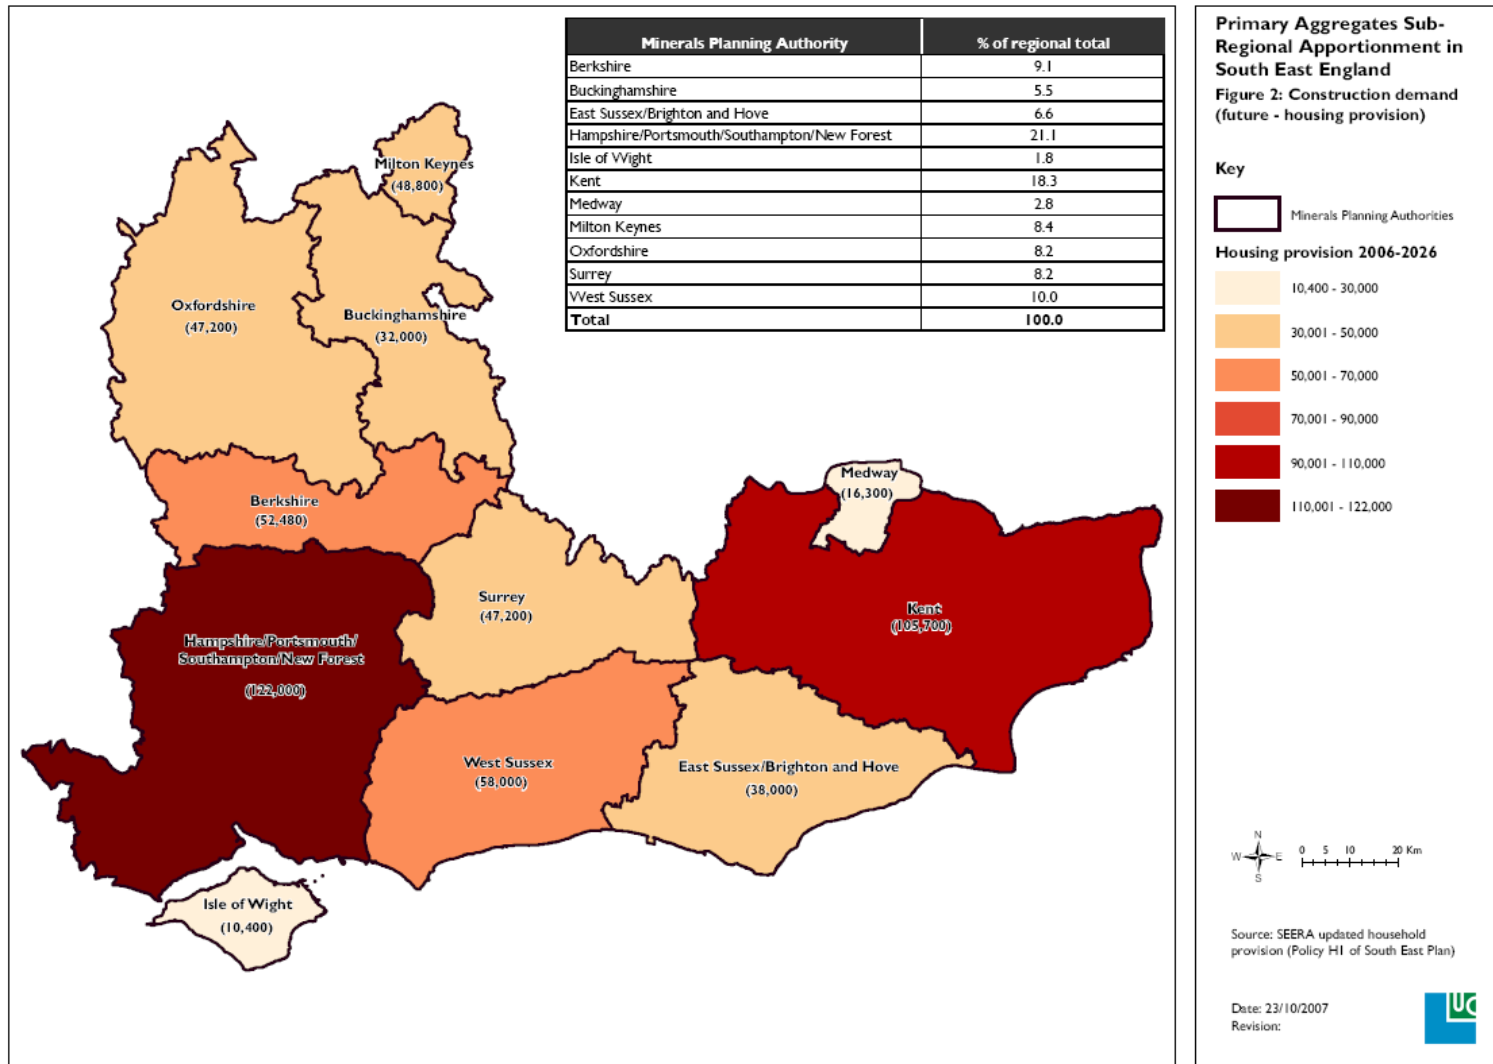 Minerals Planning Authority % of regional total
Berkshire 9.1
Buckinghamshire 5.5
East Sussex/Brighton and Hove 6.6
Hampshire/Portsmouth/Southampton/New Forest 21.1
Isle of Wight 1.8
Kent 18.3
Medway 2.8
Milton Keynes 8.4
Oxfordshire 8.2
Surrey 8.2
West Sussex 10.0
Total 100.0
Milton Keynes
(48,800)
Oxfordshire
(47,200)
Buckinghamshire
(32,000)
Berkshire
(52,480)
Medway
(16,300)
Surrey
(47,200)
Kent
(105,700)
Hampshire/Portsmouth/
Southampton/New Forest
(122,000)
West Sussex
(58,000)
East Sussex/Brighton and Hove
(38,000)
Isle of Wight
(10,400)
Primary Aggregates Sub-
Regional Apportionment in
South East England
Figure 2: Construction demand
(future - housing provision)
Key
Minerals Planning Authorities
Housing provision 2006-2026
10,400 - 30,000
30,001 - 50,000
50,001 - 70,000
70,001 - 90,000
90,001 - 110,000
110,001 - 122,000
N
W E
S
0 5 10 20 Km
Source: SEERA updated household
provision (Policy H1 of South East Plan)
Date: 23/10/2007
Revision: